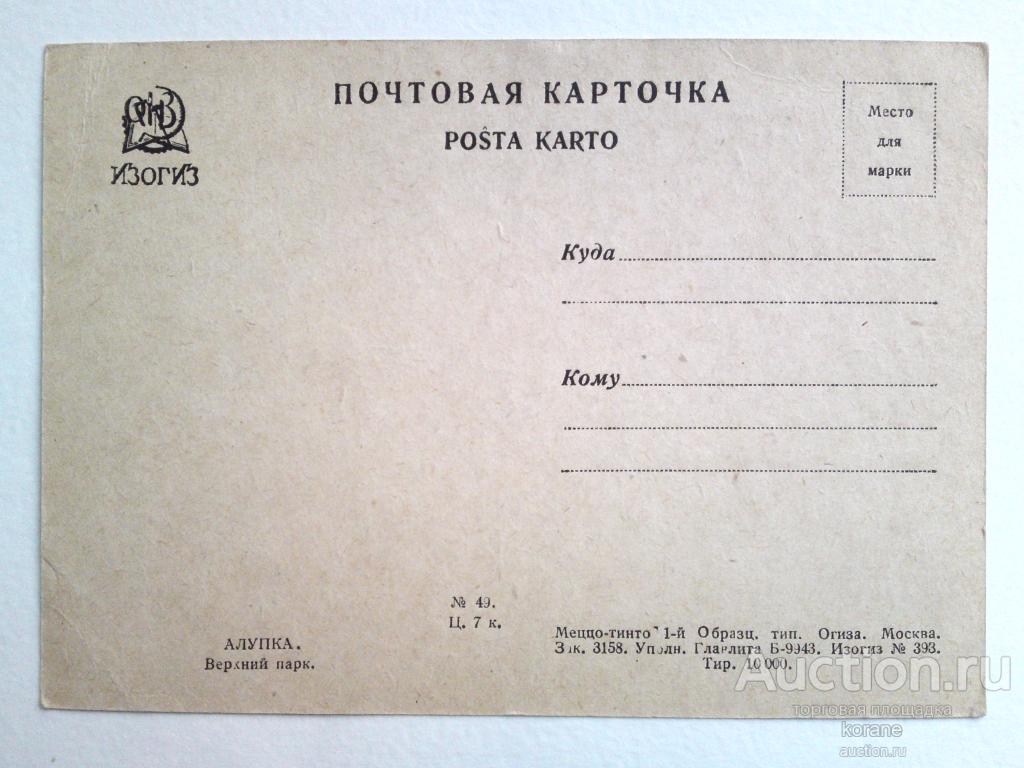 ИЗОГИЗ
ПОЧТОВАЯ КАРТОЧКА
POŜTA KARTO
Место
для
марки
Куда
Кому
№ 49.
Ц. 7 к.
АЛУПКА.
Верхний парк.
Меццо-тинто 1-й Образц. тип. Огиза. Москва.
Зак. 3158. Уполн. Главлита Б-9943. Изогиз № 393.
Тир. 10 000.
Auction.ru
торговая площадка
korane
auction.ru